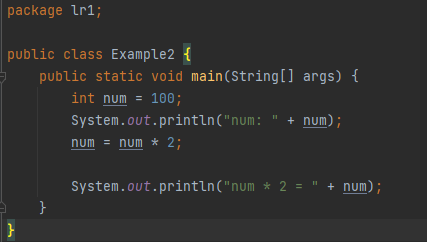 package lr1;
public class Example2 {
public static void main(String[] args) {
int num = 100;
System.out.println("num: " + num);
num = num * 2;
System.out.println("num * 2 = " + num);
}
}